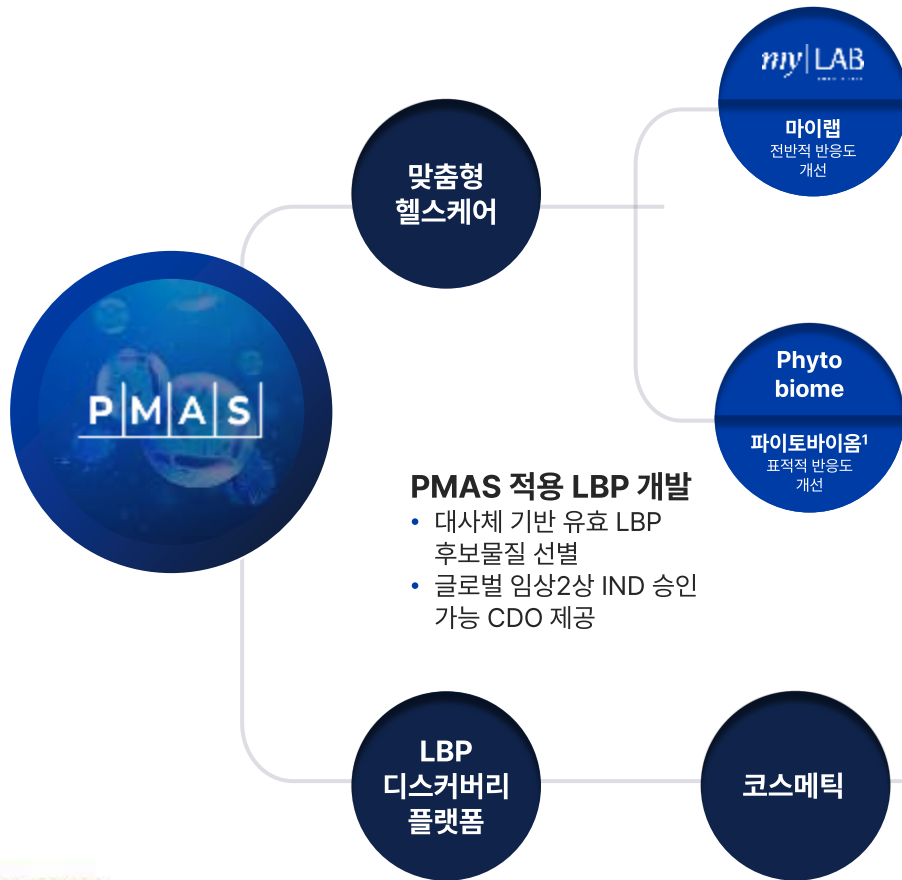 my|LAB
마이랩
전반적 반응도
개선
맞춤형
헬스케어
P|M|A|S|
Phyto
biome
파이토바이옴¹
표적적 반응도
개선
PMAS 적용 LBP 개발
• 대사체 기반 유효 LBP
후보물질 선별
• 글로벌 임상2상 IND 승인
가능 CDO 제공
LBP
디스커버리
플랫폼
코스메틱